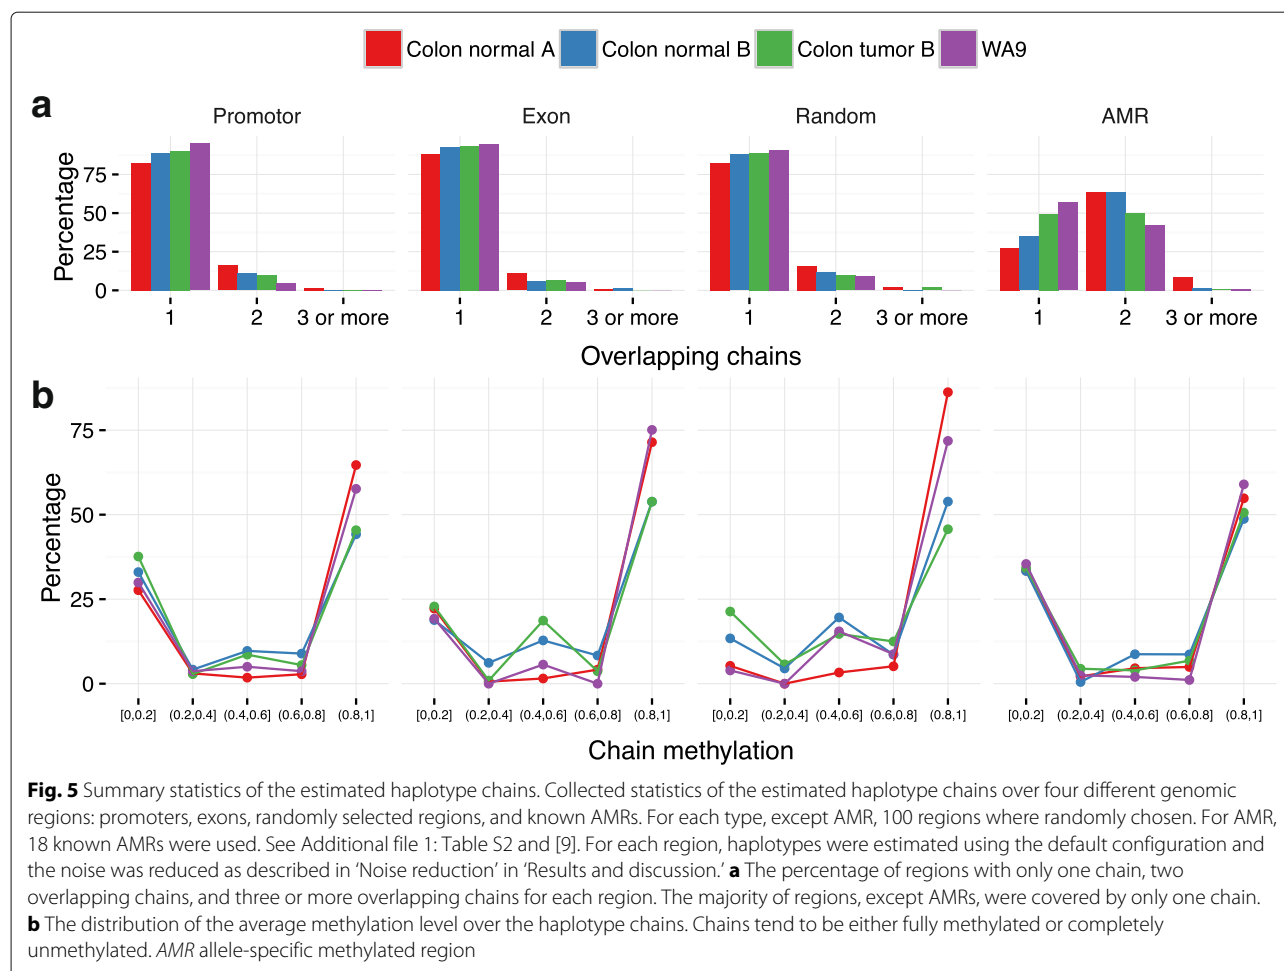 Colon normal A Colon normal B Colon tumor B WA9
a
Promotor Exon Random AMR
Percentage
75
50
25
0
1 2 3 or more 1 2 3 or more 1 2 3 or more 1 2 3 or more
Overlapping chains
b
Percentage
75
50
25
0
[0,0.2] (0.2,0.4] (0.4,0.6] (0.6,0.8] (0.8,1] [0,0.2] (0.2,0.4] (0.4,0.6] (0.6,0.8] (0.8,1] [0,0.2] (0.2,0.4] (0.4,0.6] (0.6,0.8] (0.8,1] [0,0.2] (0.2,0.4] (0.4,0.6] (0.6,0.8] (0.8,1]
Chain methylation
Fig. 5 Summary statistics of the estimated haplotype chains. Collected statistics of the estimated haplotype chains over four different genomic
regions: promoters, exons, randomly selected regions, and known AMRs. For each type, except AMR, 100 regions where randomly chosen. For AMR,
18 known AMRs were used. See Additional file 1: Table S2 and [9]. For each region, haplotypes were estimated using the default configuration and
the noise was reduced as described in ‘Noise reduction’ in ‘Results and discussion.’ a The percentage of regions with only one chain, two
overlapping chains, and three or more overlapping chains for each region. The majority of regions, except AMRs, were covered by only one chain.
b The distribution of the average methylation level over the haplotype chains. Chains tend to be either fully methylated or completely
unmethylated. AMR allele-specific methylated region